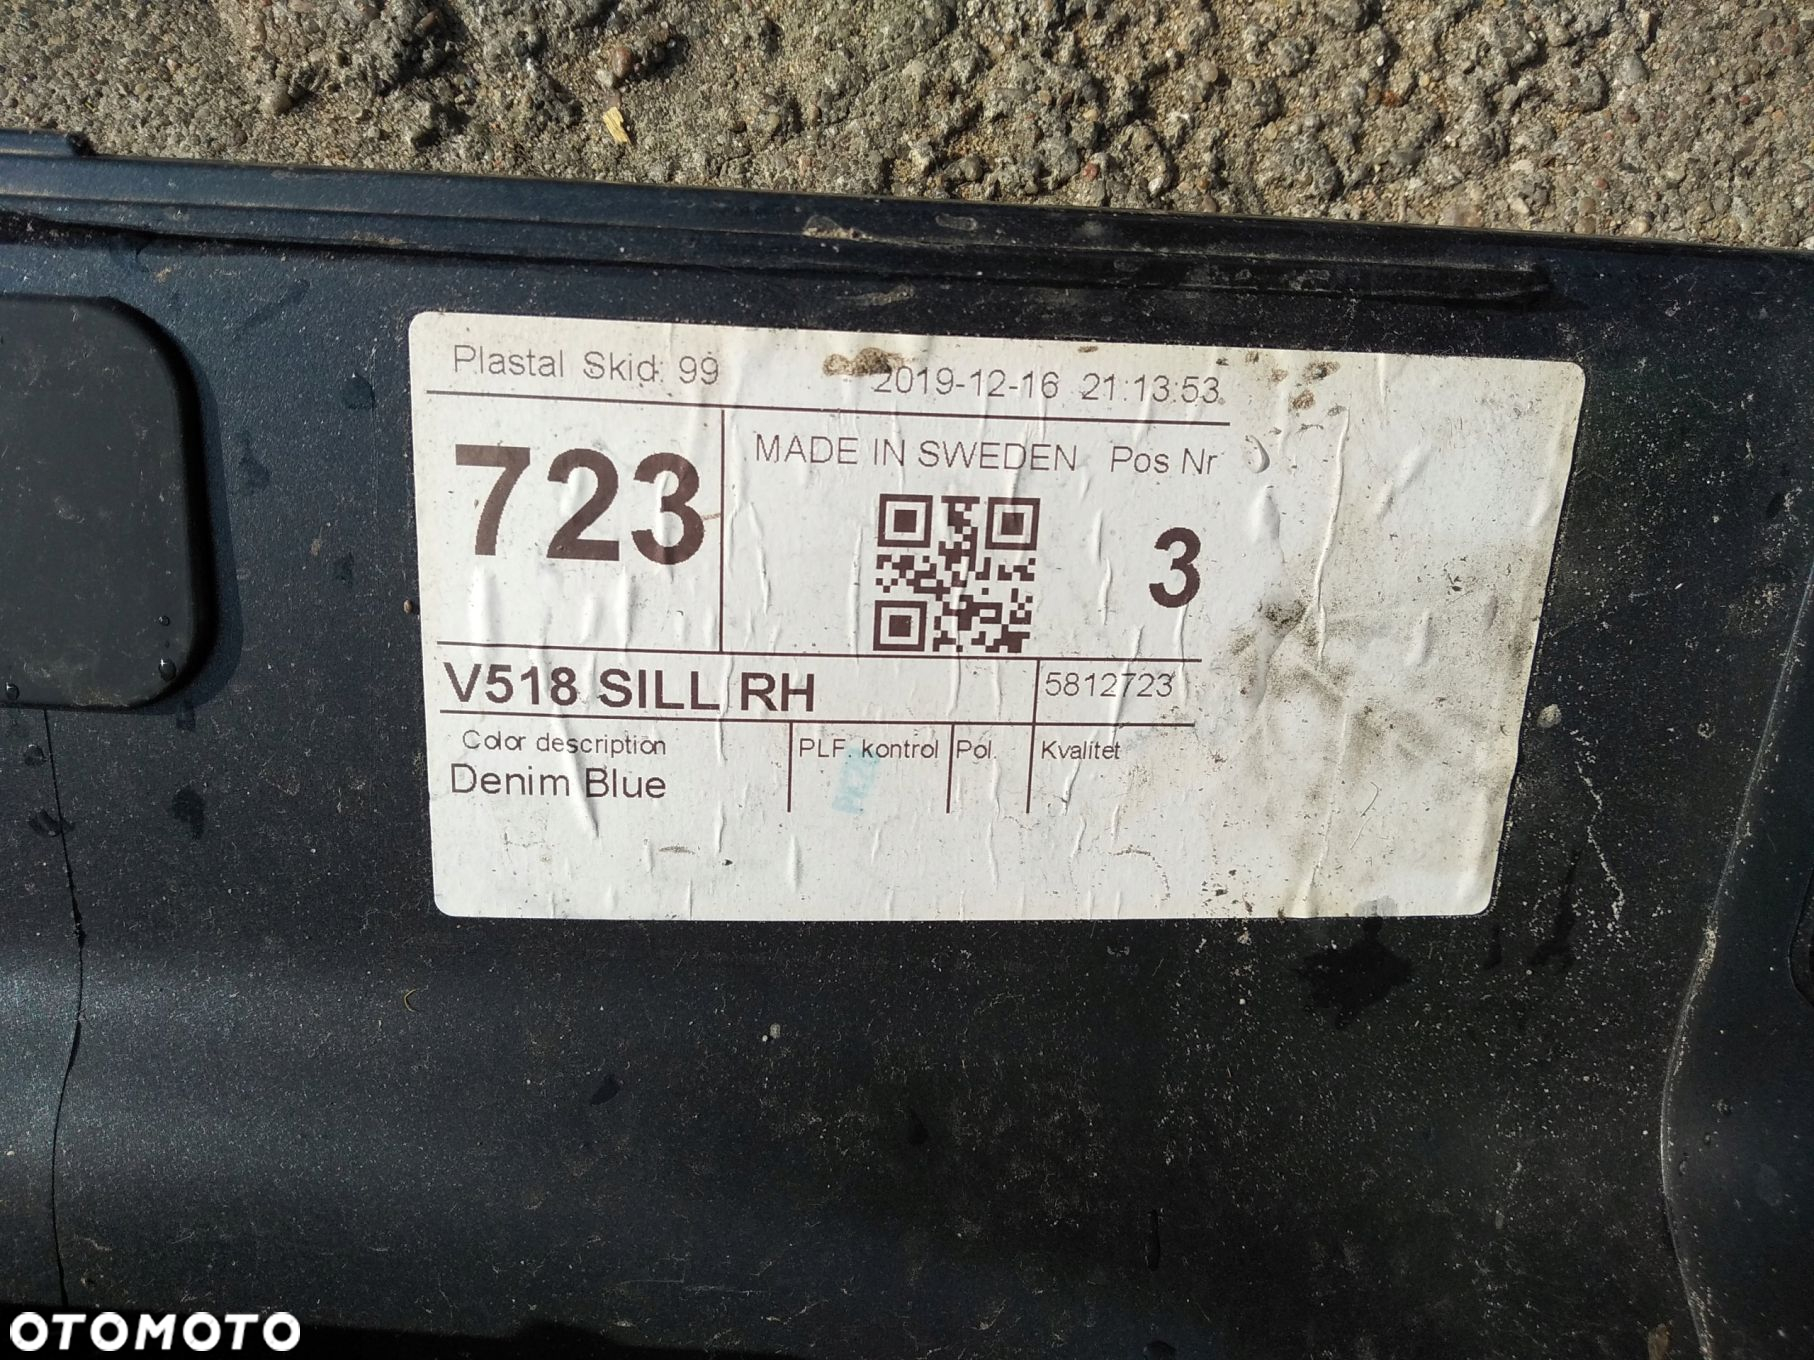 Plastal Skid: 99
2019-12-16 21:13:53
723
MADE IN SWEDEN Pos Nr
3
V518 SILL RH
5812723
Color description
Denim Blue
PLF. kontrol
Pol.
Kvalitet
OTOMOTO